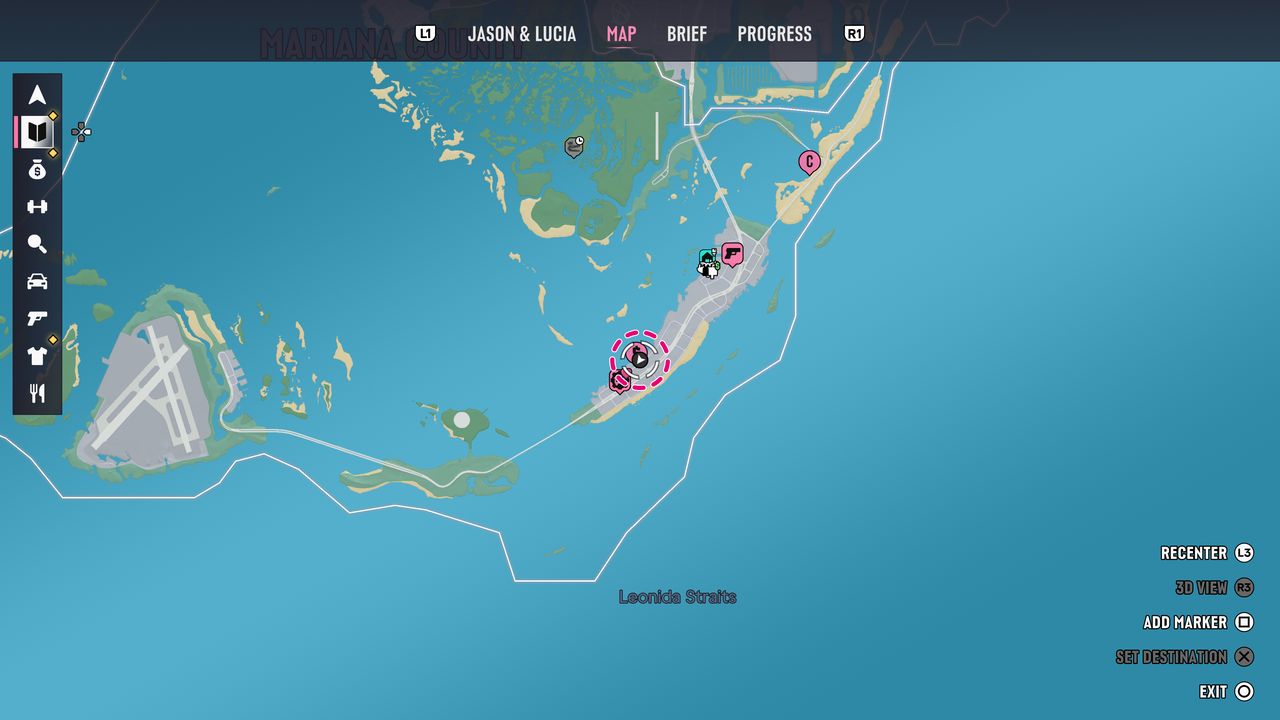 MARIANA COUNTY
L1 JASON & LUCIA MAP BRIEF PROGRESS R1
C
Leonida Straits
RECENTER L3
3D VIEW R3
ADD MARKER
SET DESTINATION
EXIT